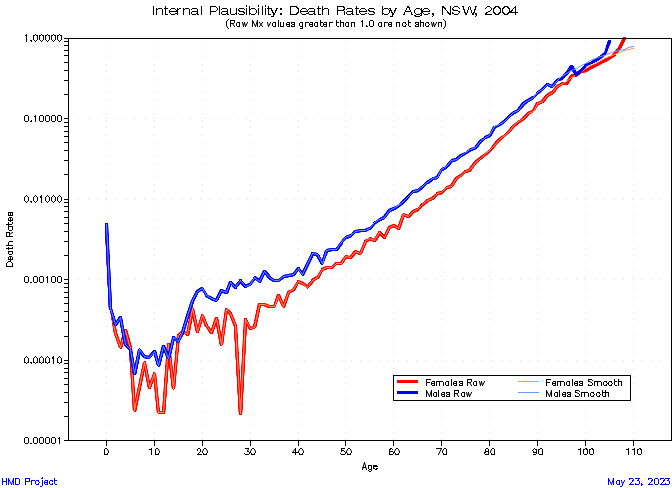 Internal Plausibility: Death Rates by Age, NSW, 2004
(Raw Mx values greater than 1.0 are not shown)
1.00000
0.10000
0.01000
0.00100
0.00010
0.00001
Death Rates
0 10 20 30 40 50 60 70 80 90 100 110
Age
Females Raw
Males Raw
Females Smooth
Males Smooth
HMD Project
May 23, 2023